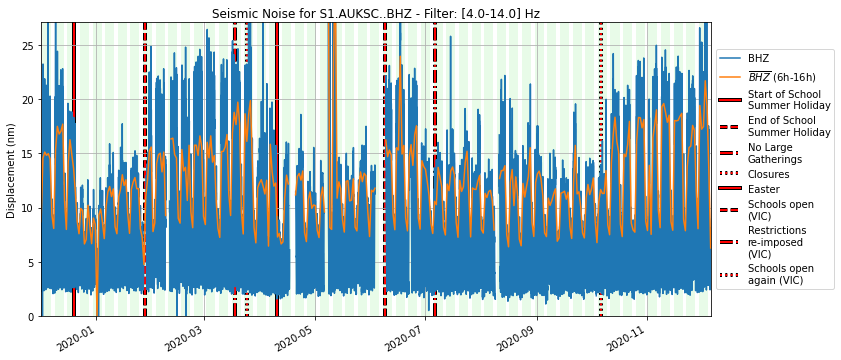 Seismic Noise for S1.AUKSC..BHZ - Filter: [4.0-14.0] Hz
Displacement (nm)
25
20
15
10
5
0
2020-01
2020-03
2020-05
2020-07
2020-09
2020-11
BHZ
BHZ (6h-16h)
Start of School
Summer Holiday
End of School
Summer Holiday
No Large
Gatherings
Closures
Easter
Schools open
(VIC)
Restrictions
re-imposed
(VIC)
Schools open
again (VIC)